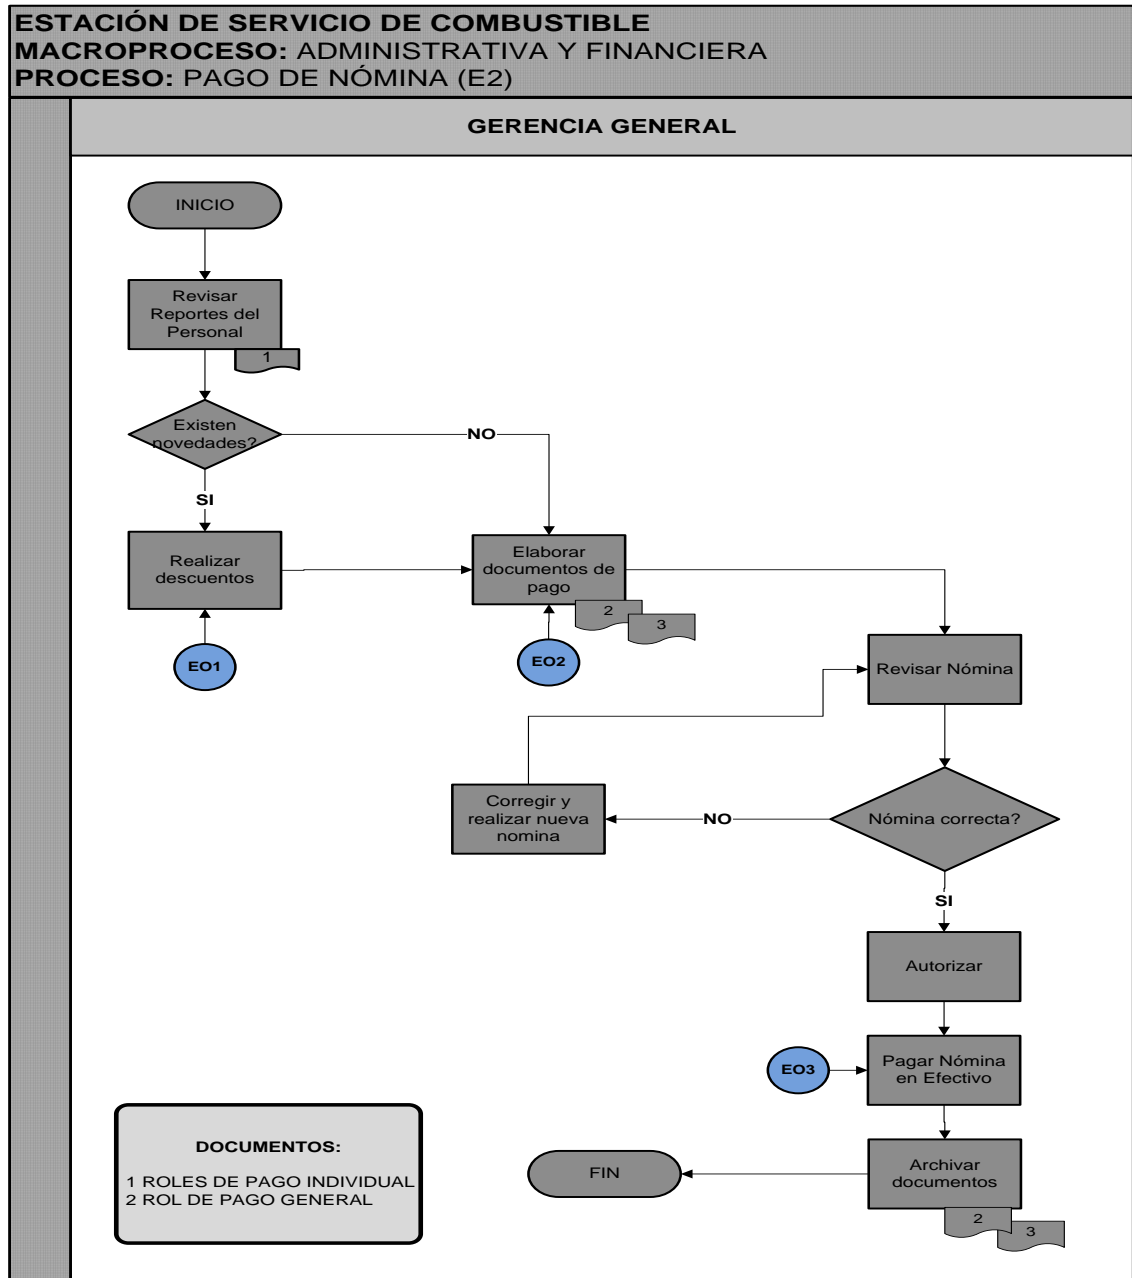 ESTACIÓN DE SERVICIO DE COMBUSTIBLE
MACROPROCESO: ADMINISTRATIVA Y FINANCIERA
PROCESO: PAGO DE NÓMINA (E2)
GERENCIA GENERAL
INICIO
Revisar
Reportes del
Personal
1
Existen
novedades?
NO
SI
Realizar
descuentos
Elaborar
documentos de
pago
2
3
EO1
EO2
Revisar Nómina
Corregir y
realizar nueva
nomina
NO
Nómina correcta?
SI
Autorizar
EO3
Pagar Nómina
en Efectivo
DOCUMENTOS:
1 ROLES DE PAGO INDIVIDUAL
2 ROL DE PAGO GENERAL
FIN
Archivar
documentos
2
3